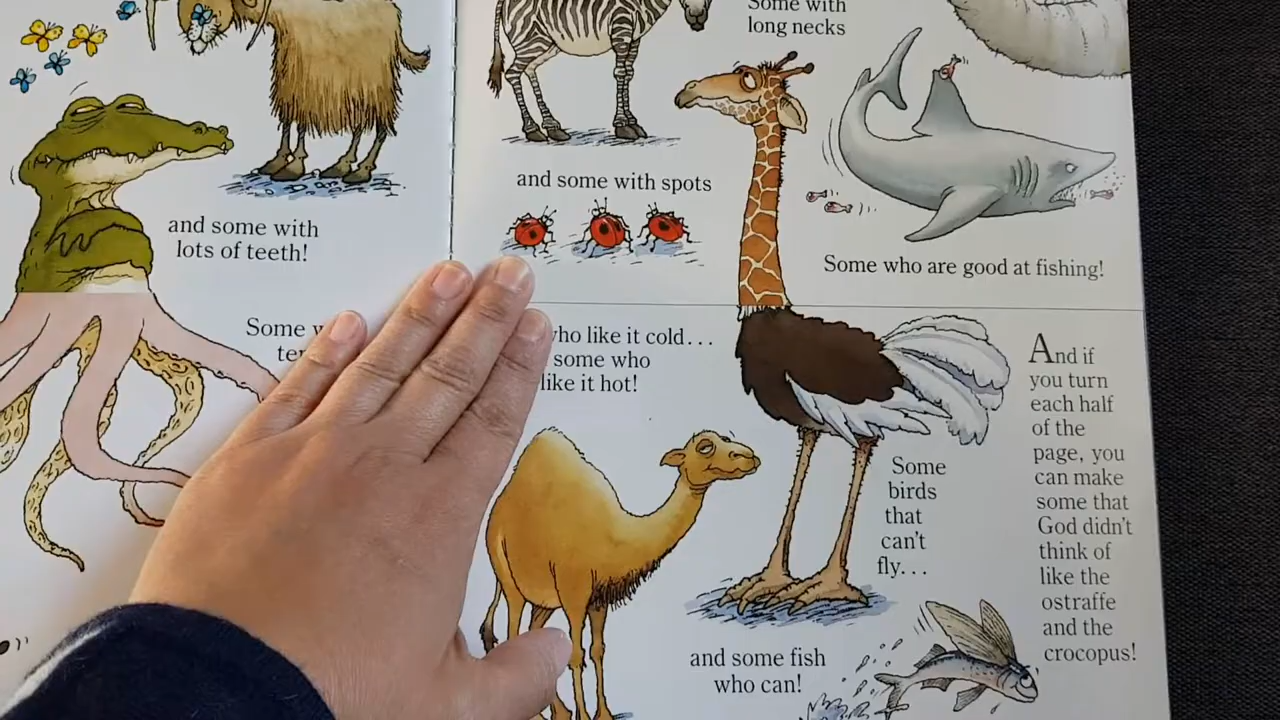 and some with
lots of teeth!
Some
Some with
long necks
and some with spots
Some who are good at fishing!
who like it cold...
some who
like it hot!
Some
birds
that
can't
fly...
and some fish
who can!
And if
you turn
each half
of the
page, you
can make
some that
God didn't
think of
like the
ostraffe
and the
crocopus!